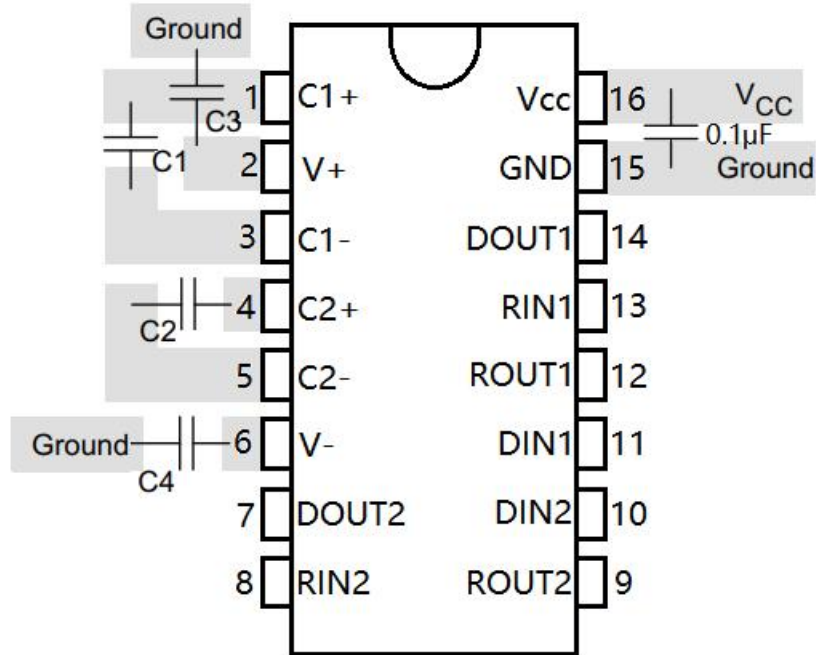 Ground
1 C1+ Vcc 16 VCC
C3
C1
0.1μF
2 V+ GND 15 Ground
3 C1- DOUT1 14
4 C2+ RIN1 13
C2
5 C2- ROUT1 12
Ground 6 V- DIN1 11
C4
7 DOUT2 DIN2 10
8 RIN2 ROUT2 9